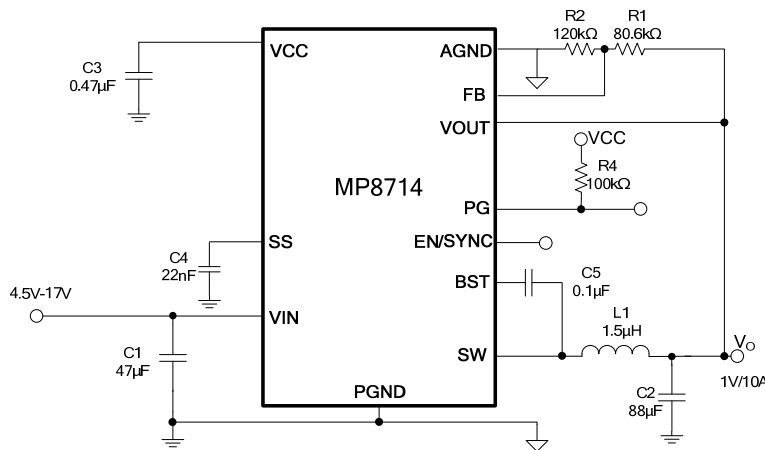 R2
120kΩ
R1
80.6kΩ
VCC
AGND
C3
0.47µF
FB
VOUT
VCC
R4
100kΩ
MP8714
PG
SS
EN/SYNC
C4
22nF
BST
C5
0.1µF
4.5V-17V
VIN
L1
1.5µH
C1
47µF
SW
VO
1V/10A
PGND
C2
88µF